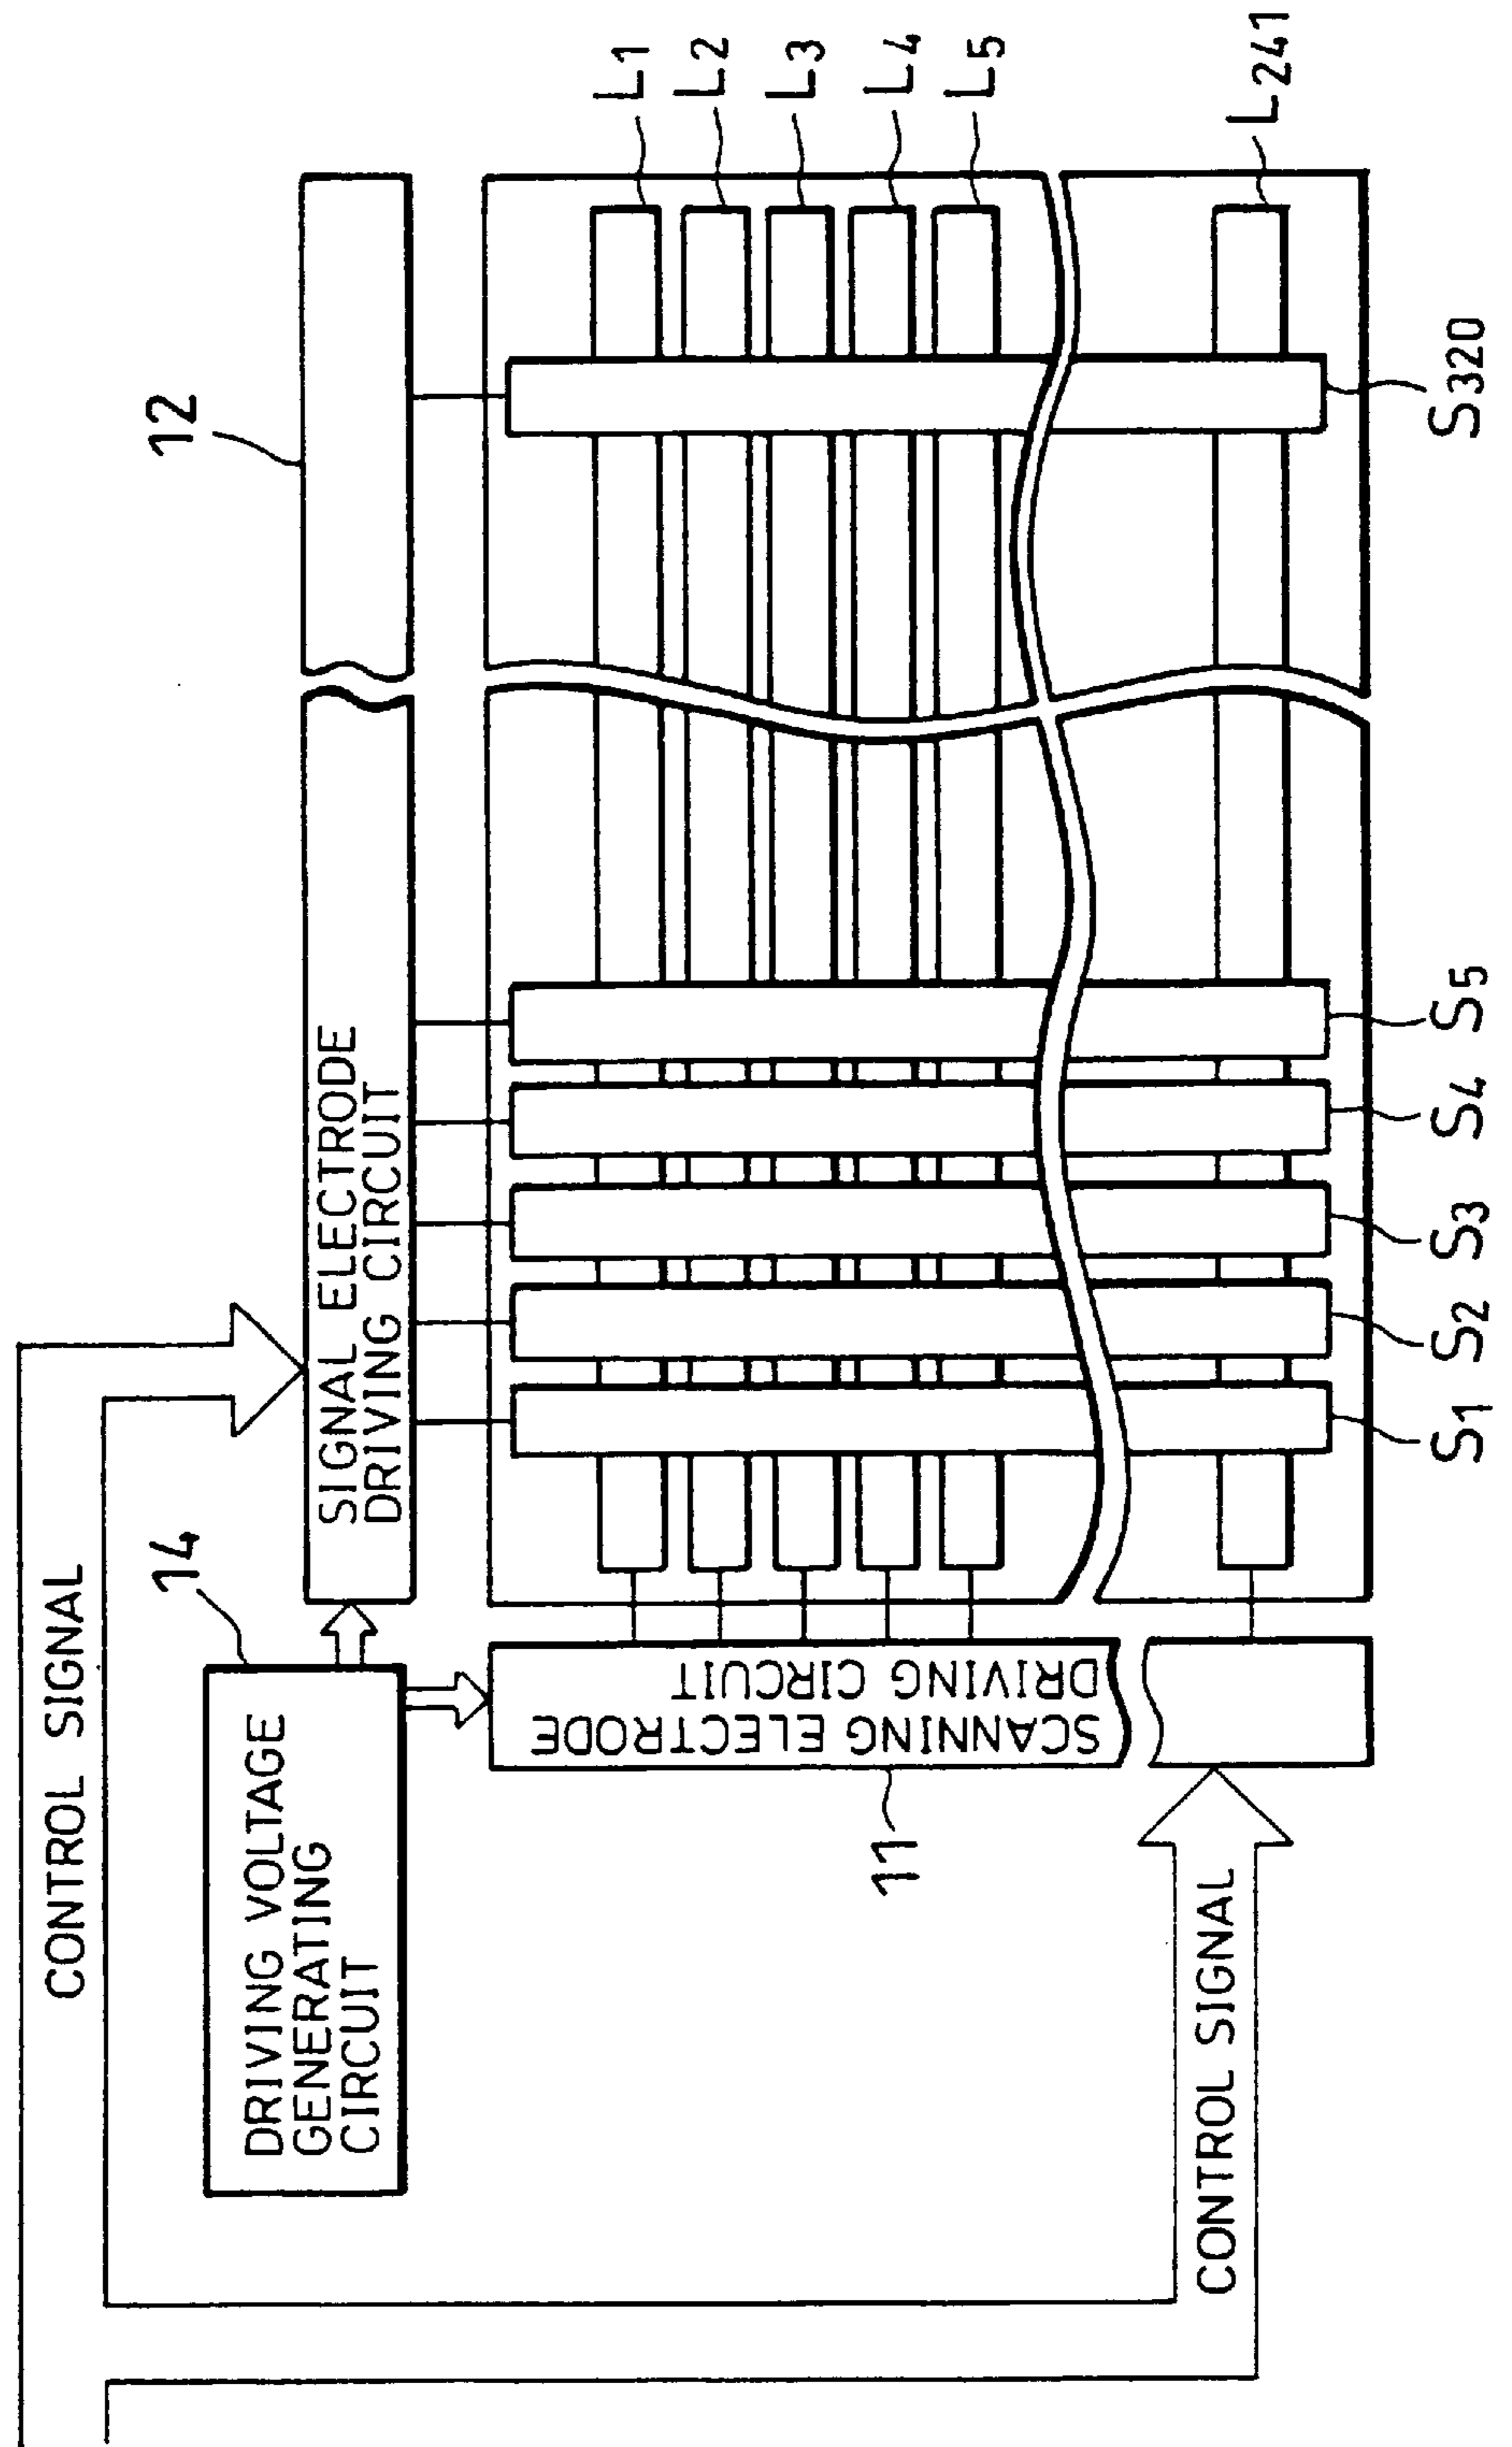 CONTROL SIGNAL
14
DRIVING VOLTAGE
GENERATING
CIRCUIT
12
SIGNAL ELECTRODE
DRIVING CIRCUIT
11
SCANNING ELECTRODE
DRIVING CIRCUIT
CONTROL SIGNAL
L1
L2
L3
L4
L5
L241
S1
S2
S3
S4
S5
S320